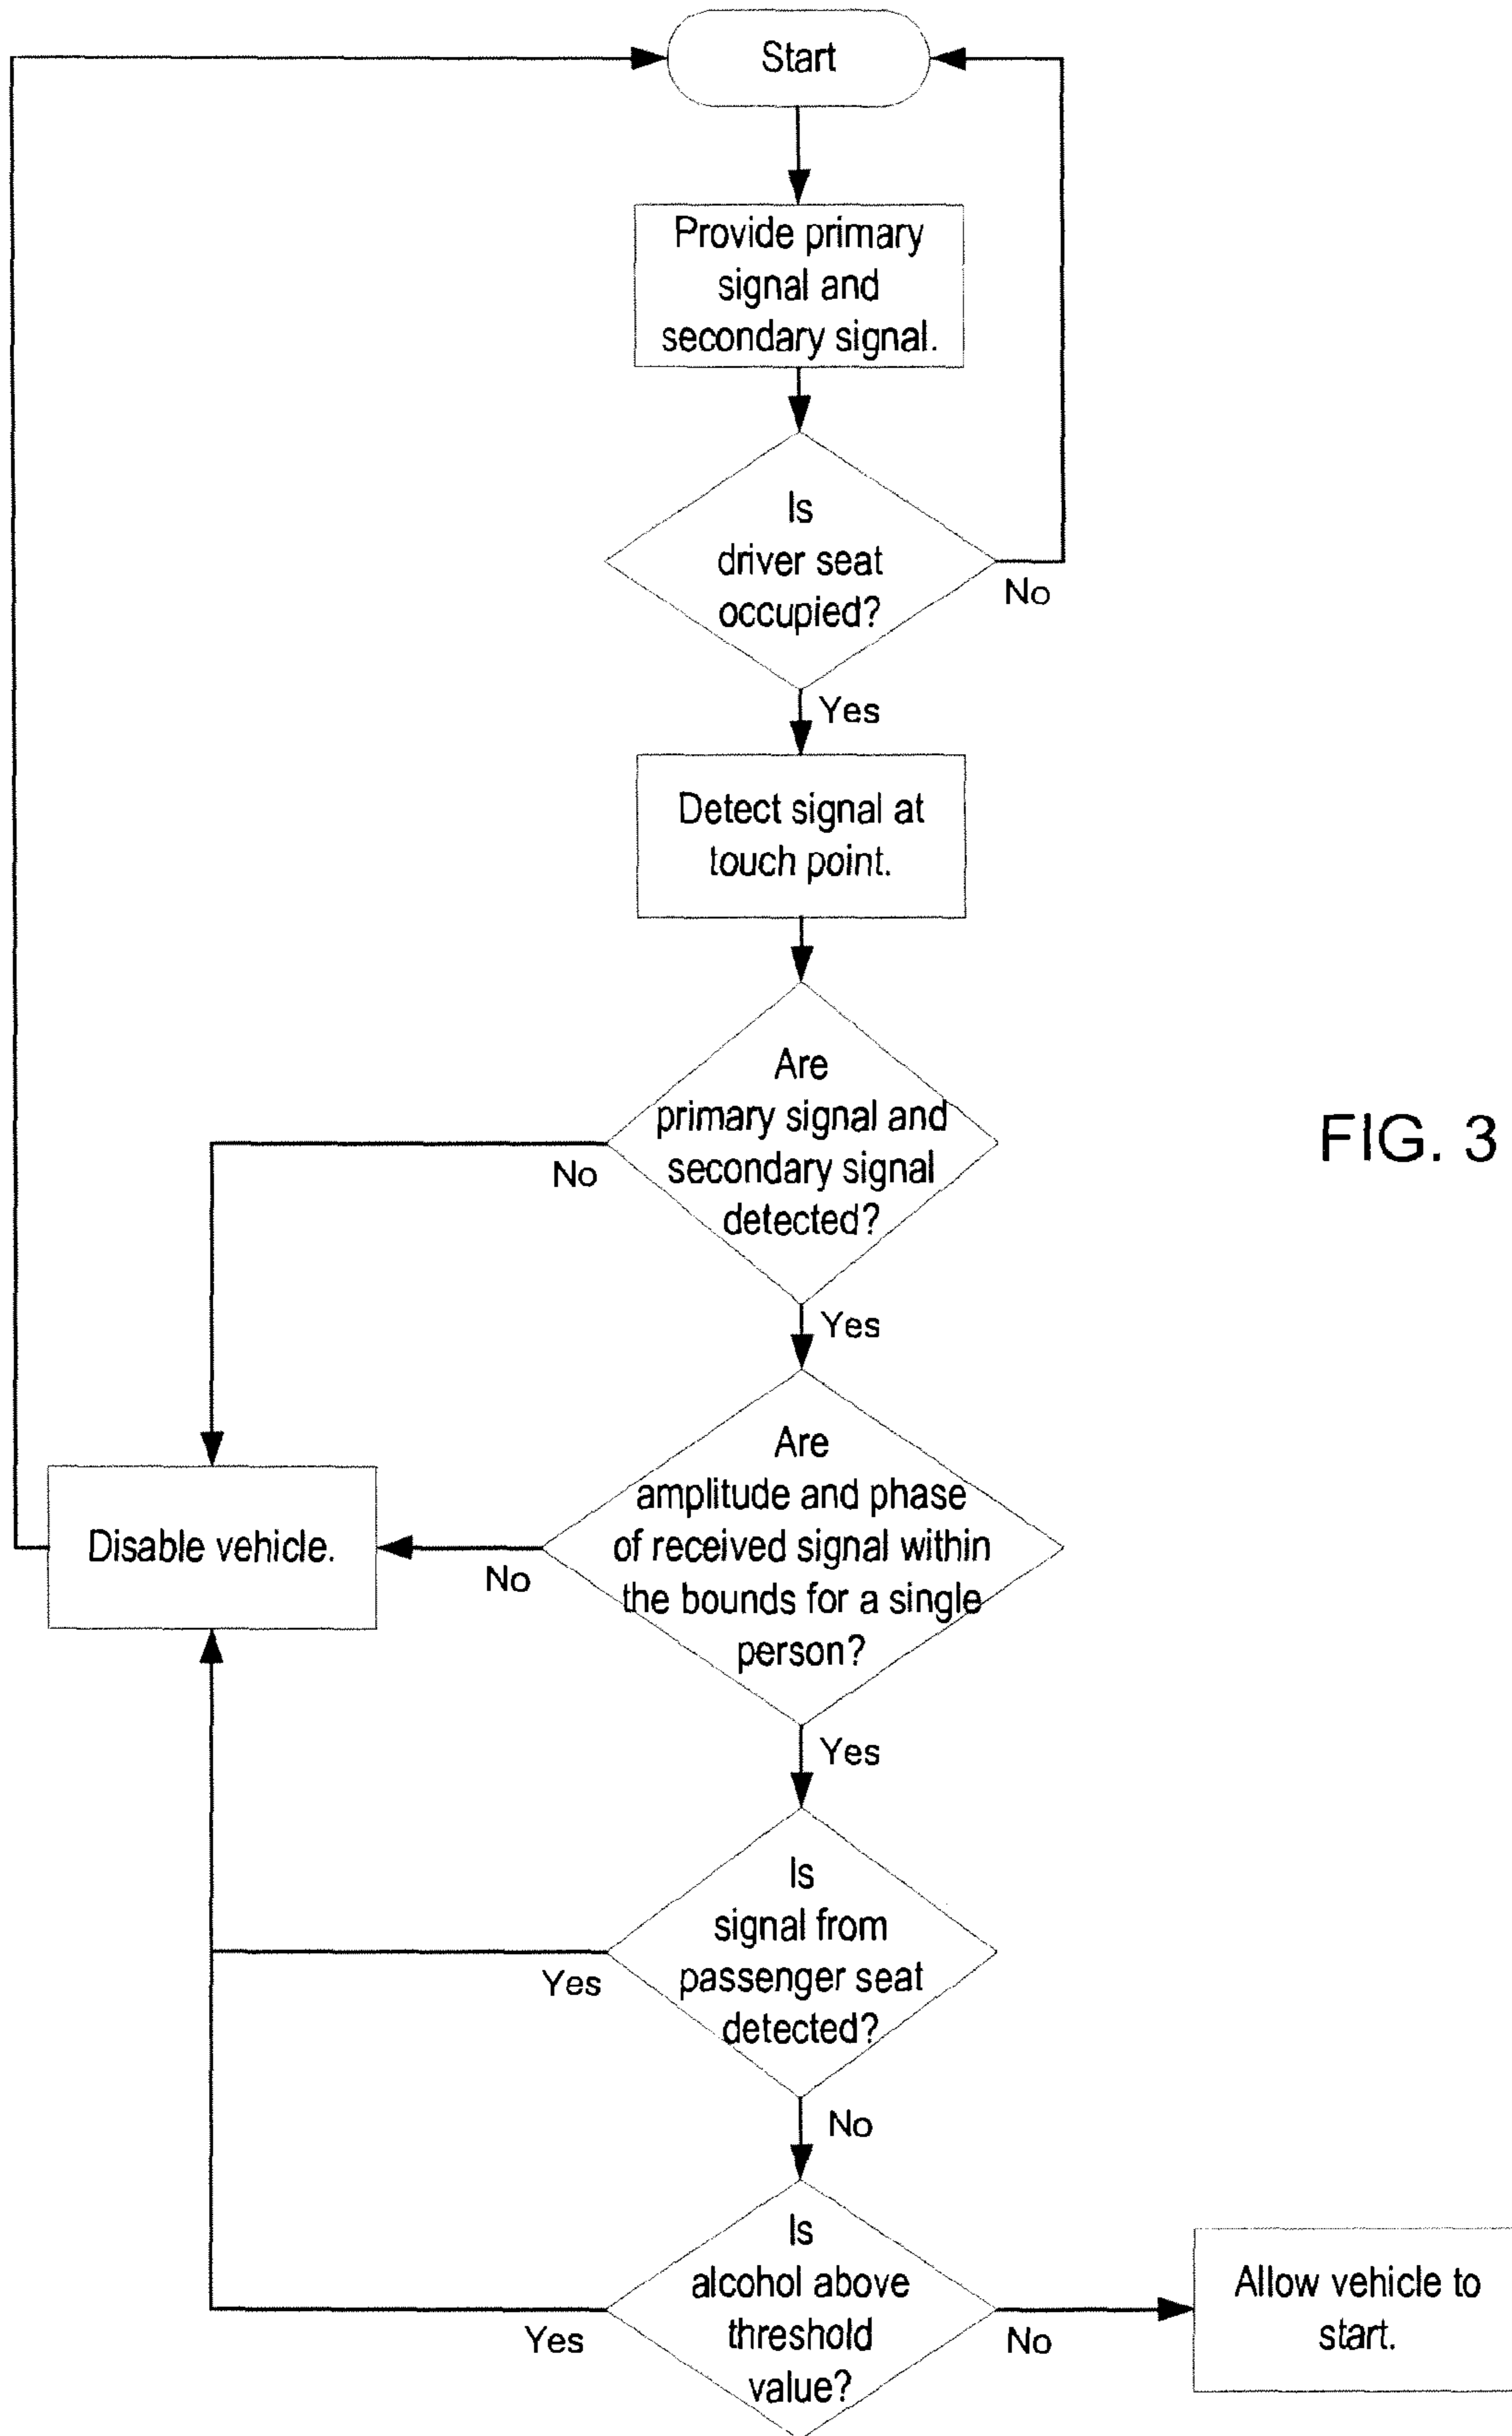 Start
Provide primary
signal and
secondary signal.
Is
driver seat
occupied?
No
Yes
Detect signal at
touch point.
Are
primary signal and
secondary signal
detected?
No
Yes
FIG. 3
Are
amplitude and phase
of received signal within
the bounds for a single
person?
Disable vehicle.
No
Yes
Is
signal from
passenger seat
detected?
Yes
No
Is
alcohol above
threshold
value?
Yes
No
Allow vehicle to
start.